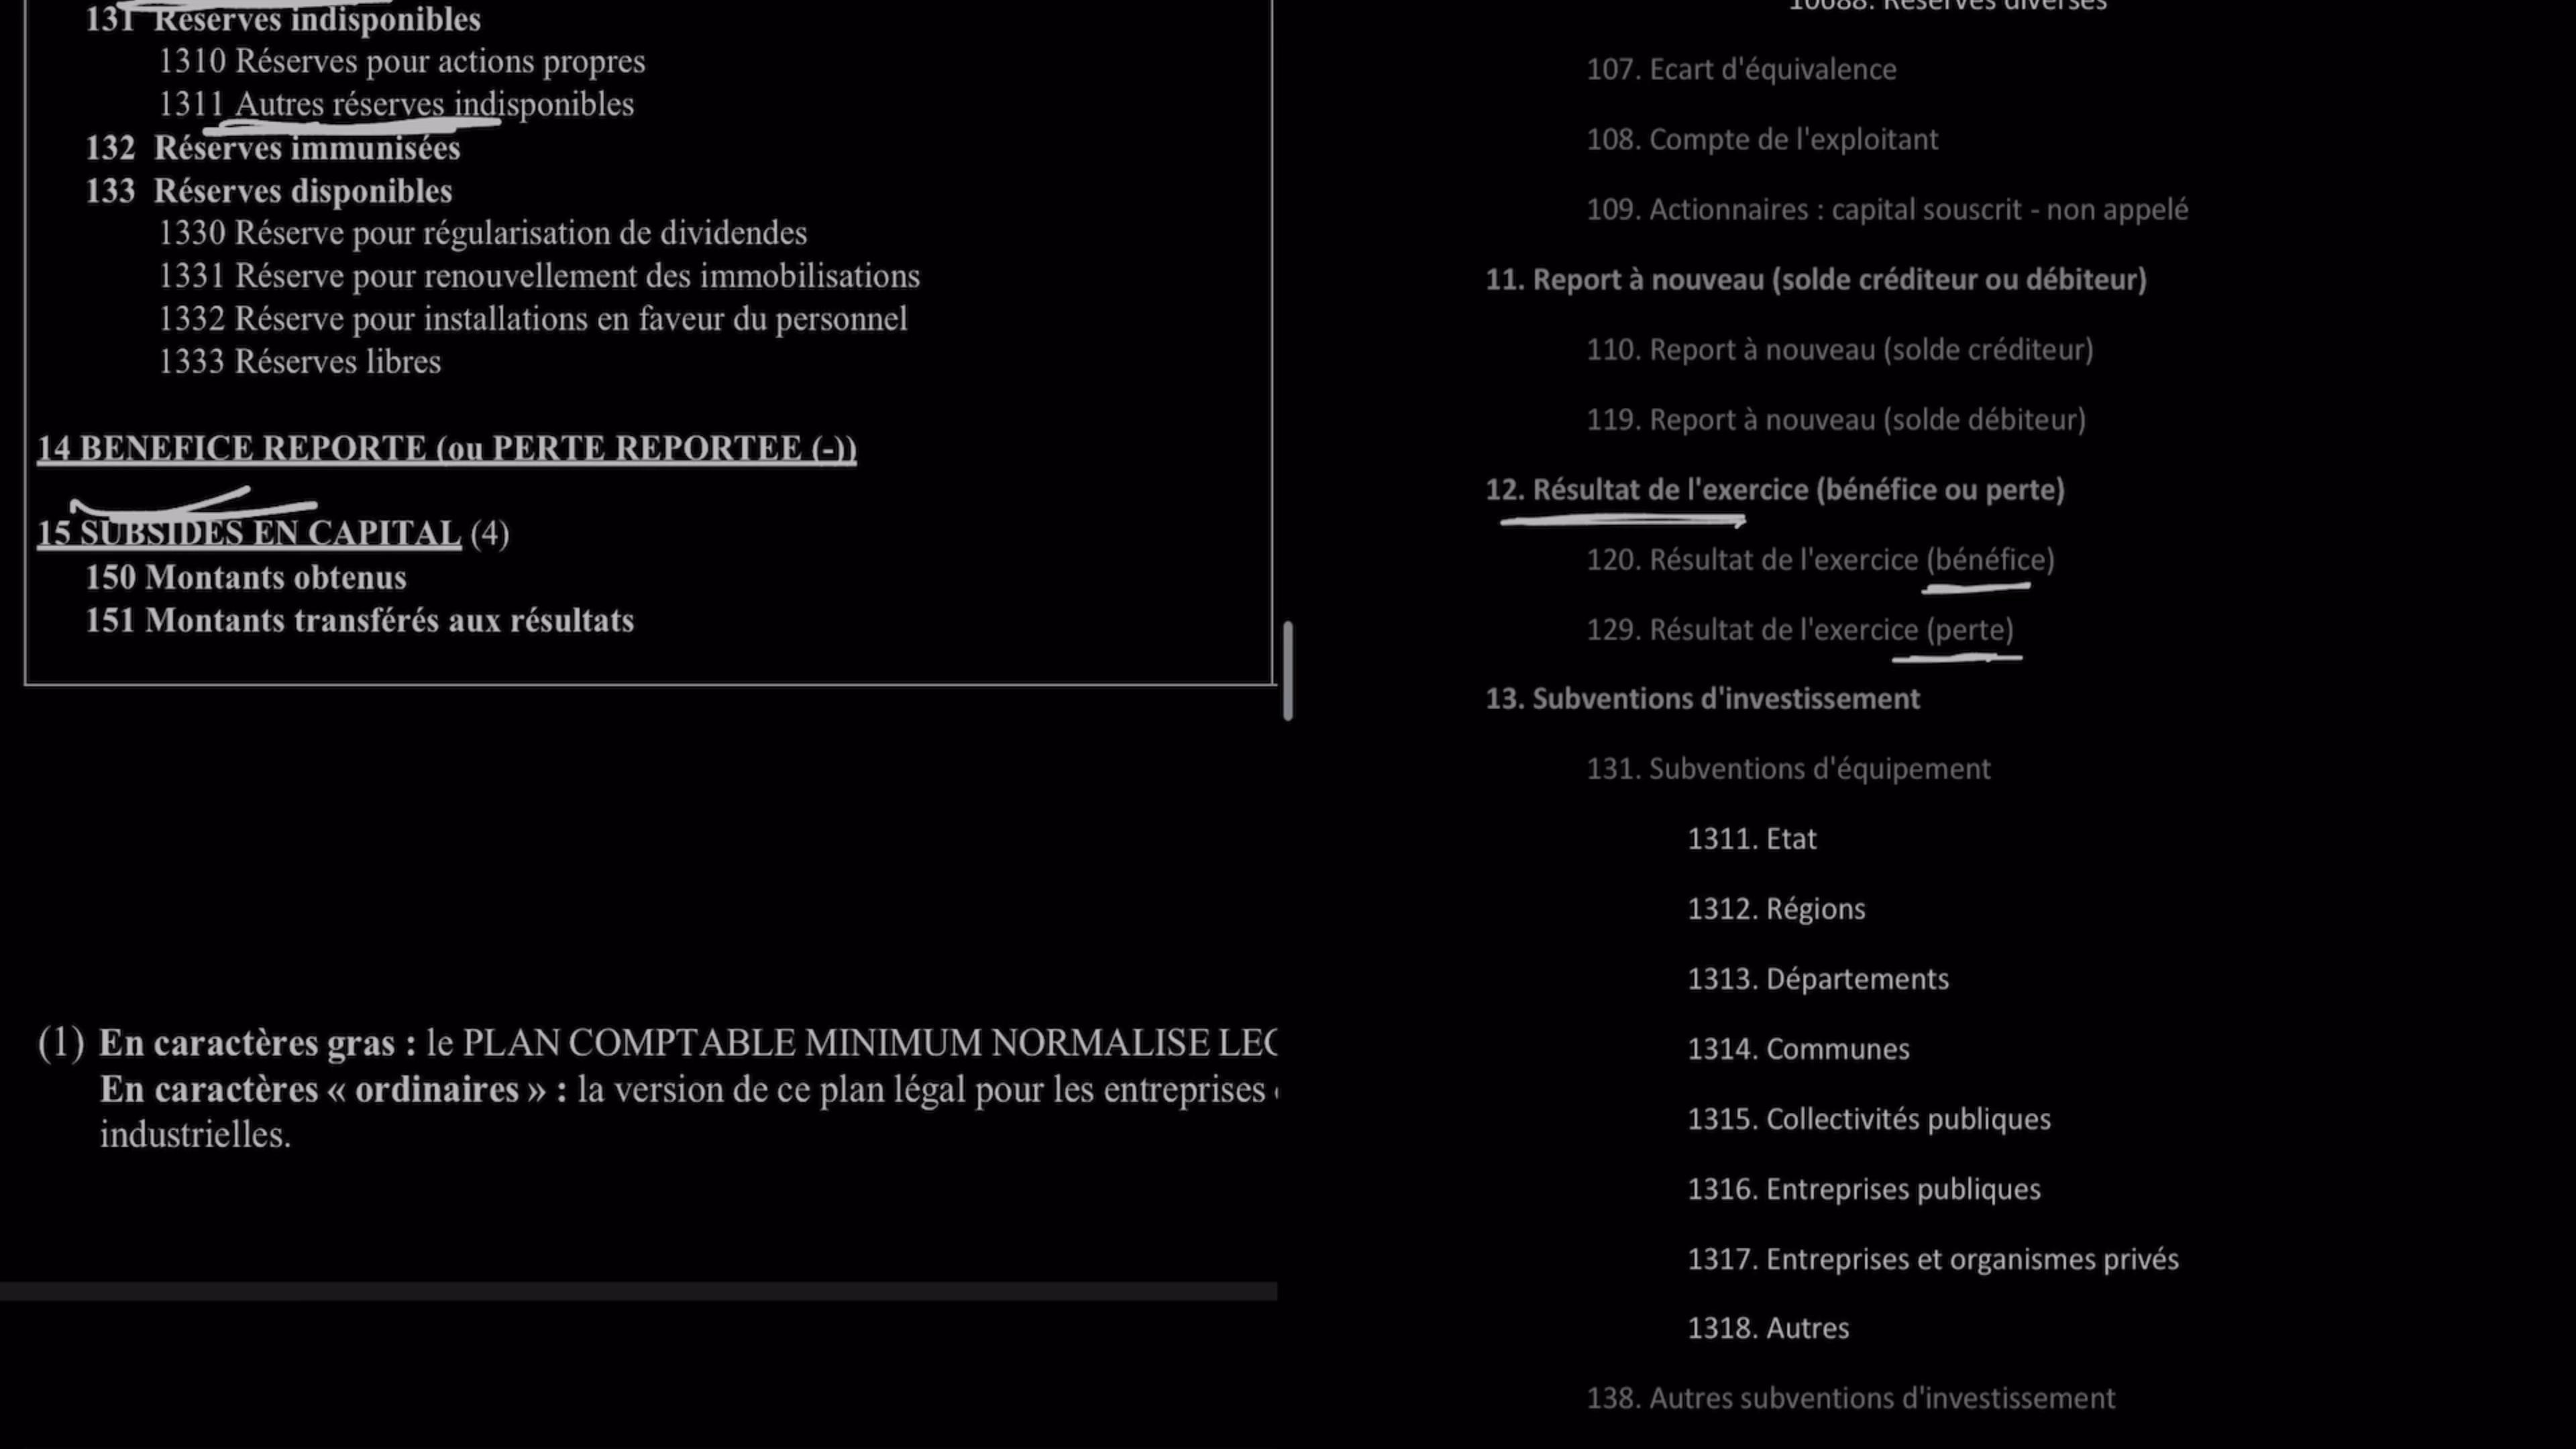 131 Réserves indisponibles
1310 Réserves pour actions propres
1311 Autres réserves indisponibles
132 Réserves immunisées
133 Réserves disponibles
1330 Réserve pour régularisation de dividendes
1331 Réserve pour renouvellement des immobilisations
1332 Réserve pour installations en faveur du personnel
1333 Réserves libres
14 BENEFICE REPORTE (ou PERTE REPORTEE (-))
15 SUBSIDES EN CAPITAL (4)
150 Montants obtenus
151 Montants transférés aux résultats
(1) En caractères gras : le PLAN COMPTABLE MINIMUM NORMALISE
En caractères « ordinaires » : la version de ce plan légal pour les entreprises
industrielles.
10688. Réserves diverses
107. Ecart d'équivalence
108. Compte de l'exploitant
109. Actionnaires : capital souscrit - non appelé
11. Report à nouveau (solde créditeur ou débiteur)
110. Report à nouveau (solde créditeur)
119. Report à nouveau (solde débiteur)
12. Résultat de l'exercice (bénéfice ou perte)
120. Résultat de l'exercice (bénéfice)
129. Résultat de l'exercice (perte)
13. Subventions d'investissement
131. Subventions d'équipement
1311. Etat
1312. Régions
1313. Départements
1314. Communes
1315. Collectivités publiques
1316. Entreprises publiques
1317. Entreprises et organismes privés
1318. Autres
138. Autres subventions d'investissement